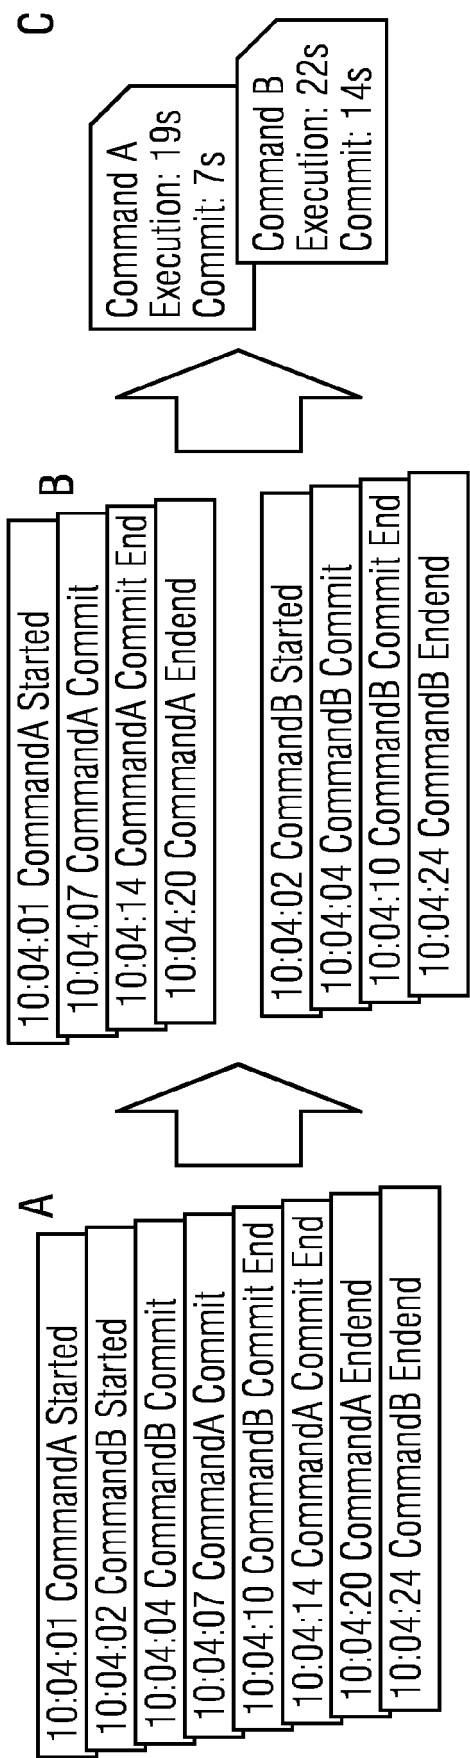 A
10:04:01 CommandA Started
10:04:02 CommandB Started
10:04:04 CommandB Commit
10:04:07 CommandA Commit
10:04:10 CommandB Commit End
10:04:14 CommandA Commit End
10:04:20 CommandA Endend
10:04:24 CommandB Endend
B
10:04:01 CommandA Started
10:04:07 CommandA Commit
10:04:14 CommandA Commit End
10:04:20 CommandA Endend
10:04:02 CommandB Started
10:04:04 CommandB Commit
10:04:10 CommandB Commit End
10:04:24 CommandB Endend
C
Command A
Execution: 19s
Commit: 7s
Command B
Execution: 22s
Commit: 14s